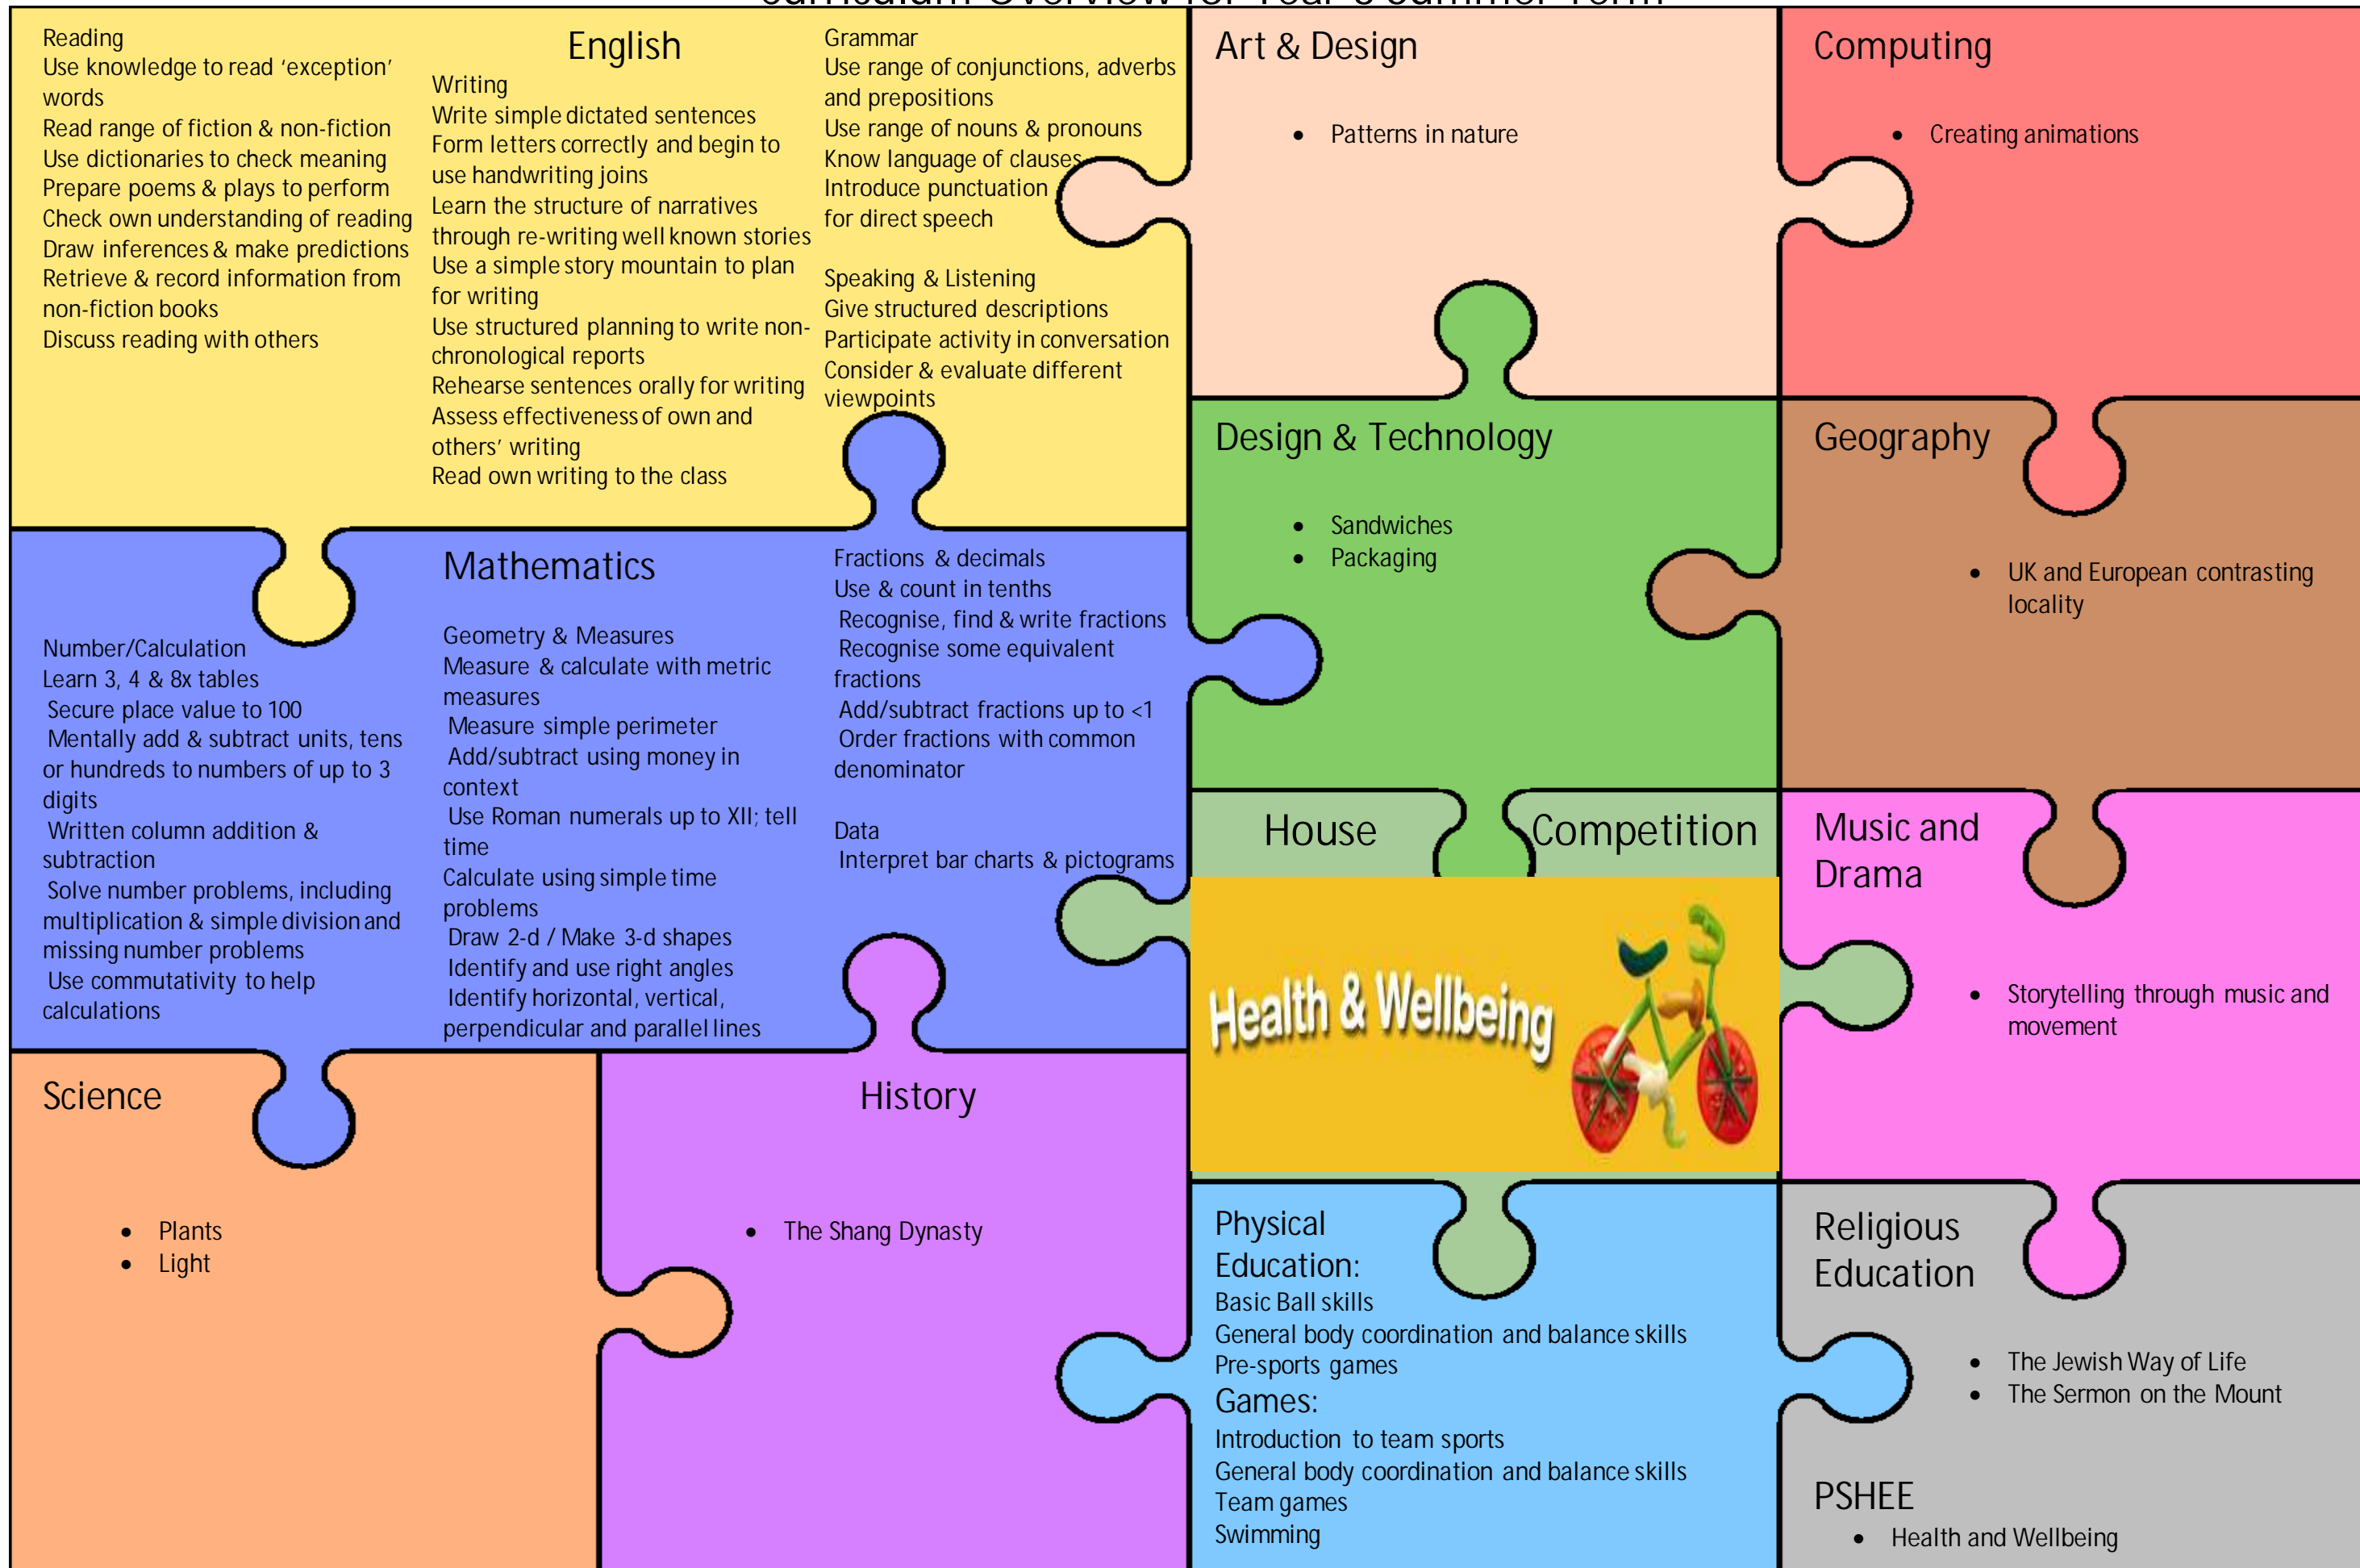 Curriculum Overview for Year 3 Summer Term
Reading
Use knowledge to read ‘exception’
words
Read range of fiction & non-fiction
Use dictionaries to check meaning
Prepare poems & plays to perform
Check own understanding of reading
Draw inferences & make predictions
Retrieve & record information from
non-fiction books
Discuss reading with others
English
Writing
Write simple dictated sentences
Form letters correctly and begin to
use handwriting joins
Learn the structure of narratives
through re-writing well known stories
Use a simple story mountain to plan
for writing
Use structured planning to write non-
chronological reports
Rehearse sentences orally for writing
Assess effectiveness of own and
others’ writing
Read own writing to the class
Grammar
Use range of conjunctions, adverbs
and prepositions
Use range of nouns & pronouns
Know language of clauses
Introduce punctuation
for direct speech
Speaking & Listening
Give structured descriptions
Participate activity in conversation
Consider & evaluate different
viewpoints
Art & Design
• Patterns in nature
Computing
• Creating animations
Design & Technology
• Sandwiches
• Packaging
Geography
• UK and European contrasting
locality
Mathematics
Number/Calculation
Learn 3, 4 & 8x tables
Secure place value to 100
Mentally add & subtract units, tens
or hundreds to numbers of up to 3
digits
Written column addition &
subtraction
Solve number problems, including
multiplication & simple division and
missing number problems
Use commutativity to help
calculations
Geometry & Measures
Measure & calculate with metric
measures
Measure simple perimeter
Add/subtract using money in
context
Use Roman numerals up to XII; tell
time
Calculate using simple time
problems
Draw 2-d / Make 3-d shapes
Identify and use right angles
Identify horizontal, vertical,
perpendicular and parallel lines
Fractions & decimals
Use & count in tenths
Recognise, find & write fractions
Recognise some equivalent
fractions
Add/subtract fractions up to <1
Order fractions with common
denominator
Data
Interpret bar charts & pictograms
House Competition
Health & Wellbeing
Music and
Drama
• Storytelling through music and
movement
Science
• Plants
• Light
History
• The Shang Dynasty
Physical
Education:
Basic Ball skills
General body coordination and balance skills
Pre-sports games
Games:
Introduction to team sports
General body coordination and balance skills
Team games
Swimming
Religious
Education
• The Jewish Way of Life
• The Sermon on the Mount
PSHEE
• Health and Wellbeing